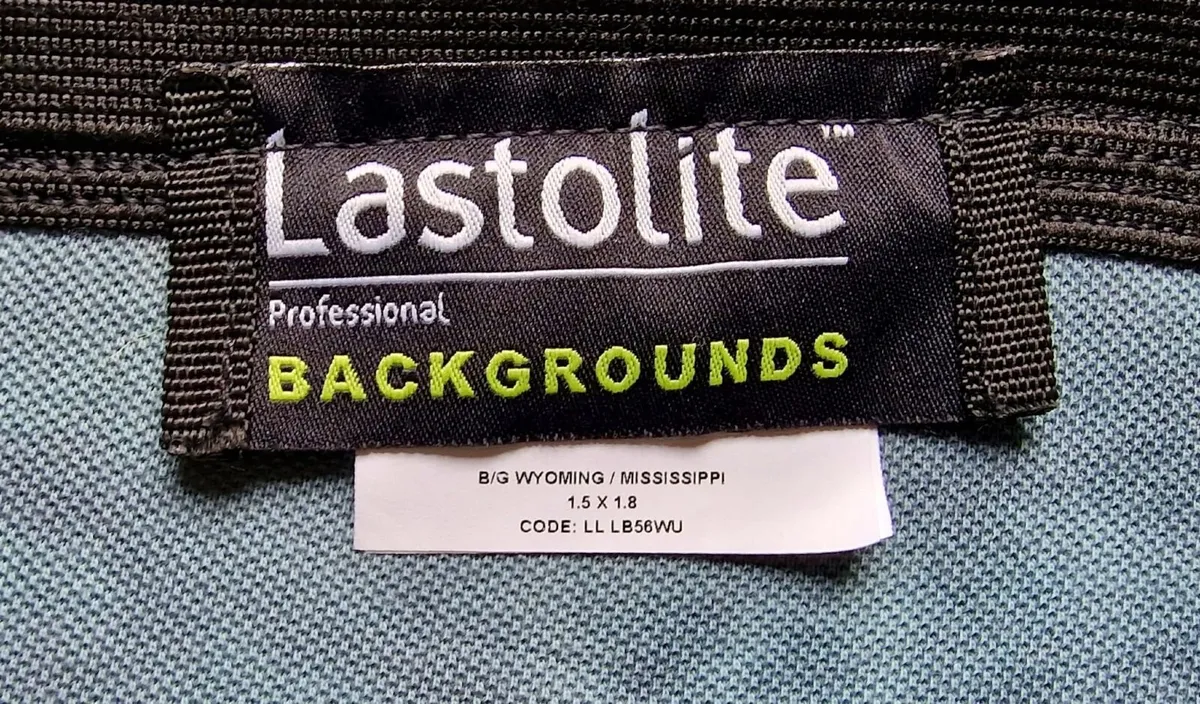 Lastolite™
Professional
BACKGROUNDS
B/G WYOMING / MISSISSIPPI
1.5 X 1.8
CODE: LL LB56WU